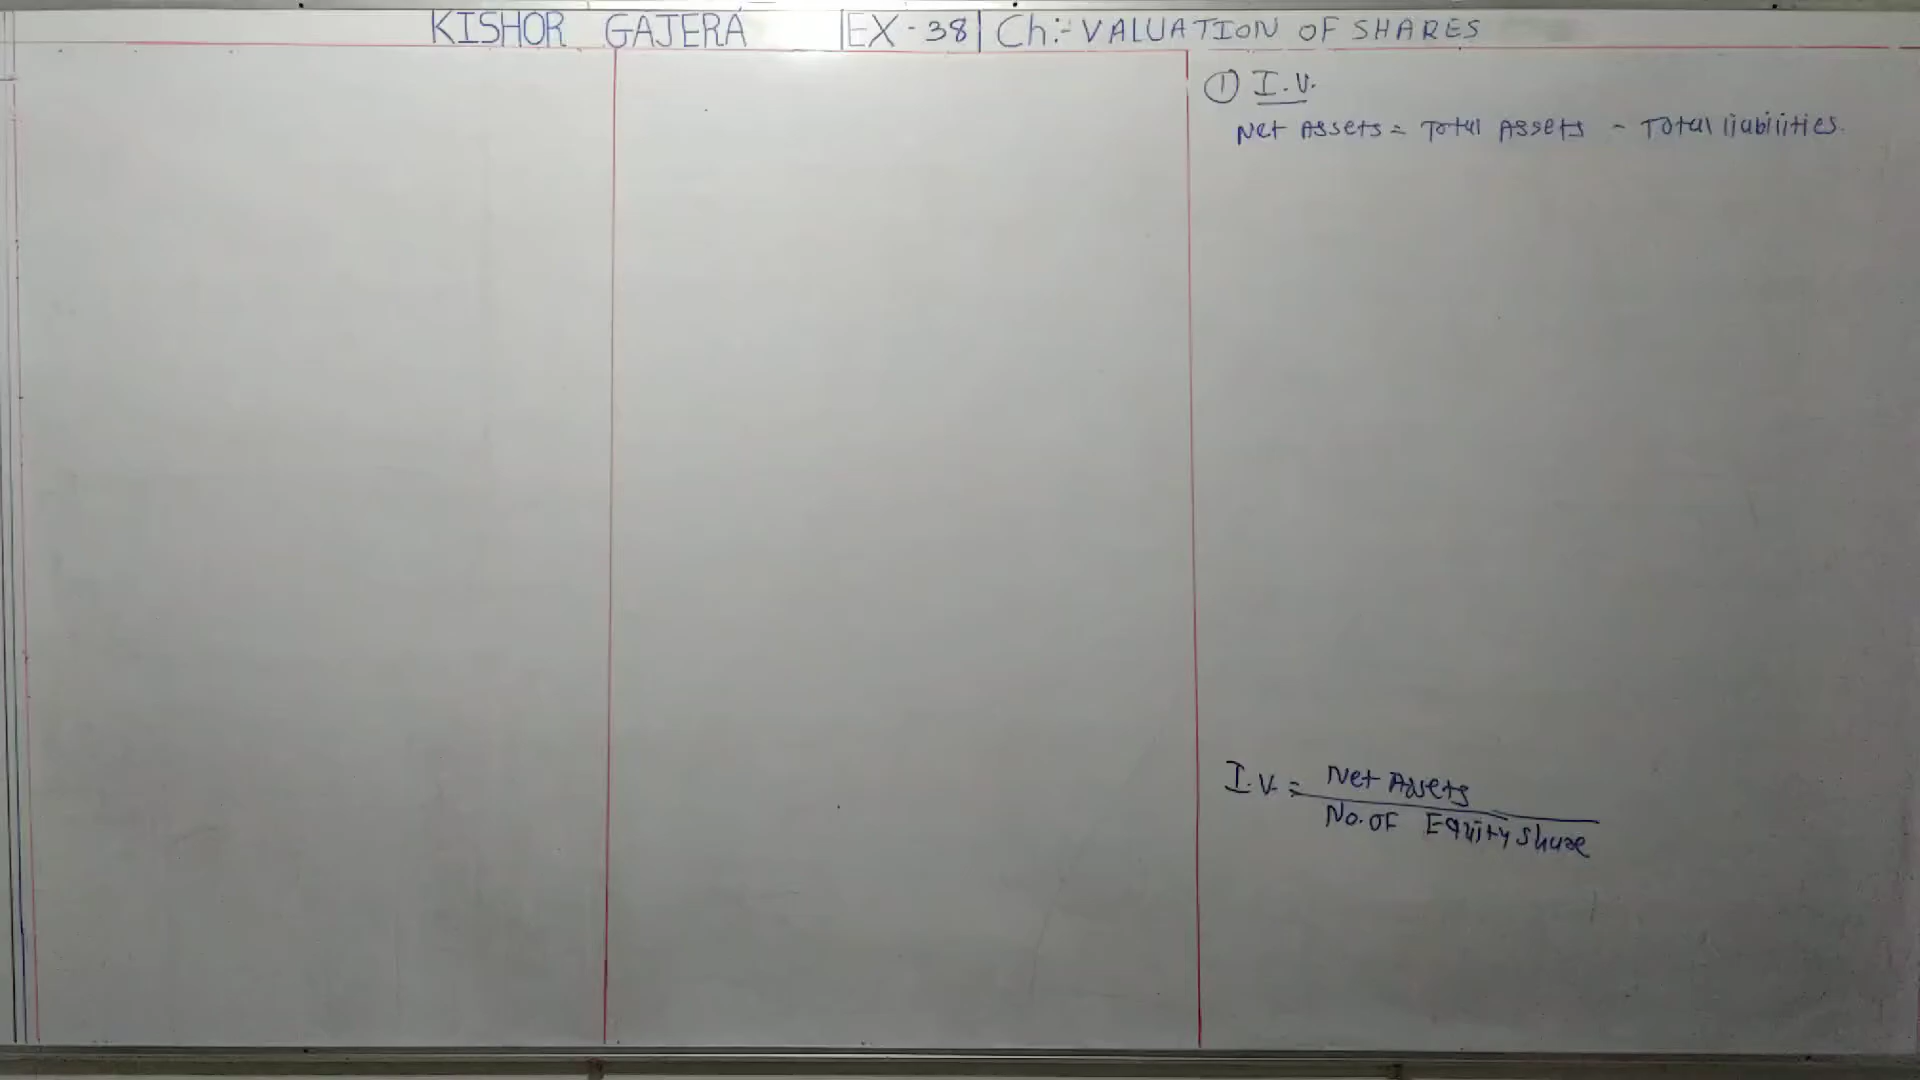 KISHOR GAJERA |EX-38| Ch:- VALUATION OF SHARES
① I.V.
Net Assets = Total Assets - Total liabilities.
I.V. = Net Assets
No. OF Equity Share